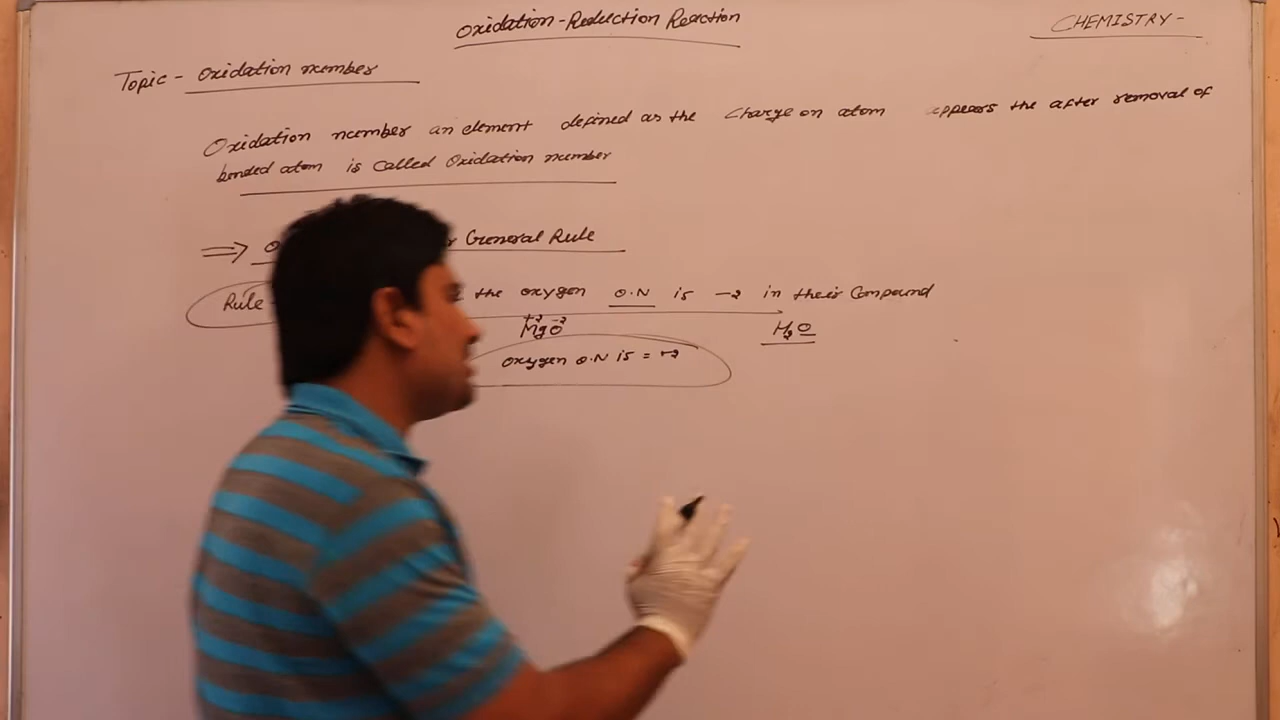 Oxidation-Reduction Reaction
CHEMISTRY-
Topic - Oxidation number
Oxidation number an element defined as the charge on atom appears the after removal of
bonded atom is called Oxidation number
⇒ O General Rule
Rule the oxygen O.N is -2 in their Compound
+2 -2
MgO H2O
oxygen O.N is = +2